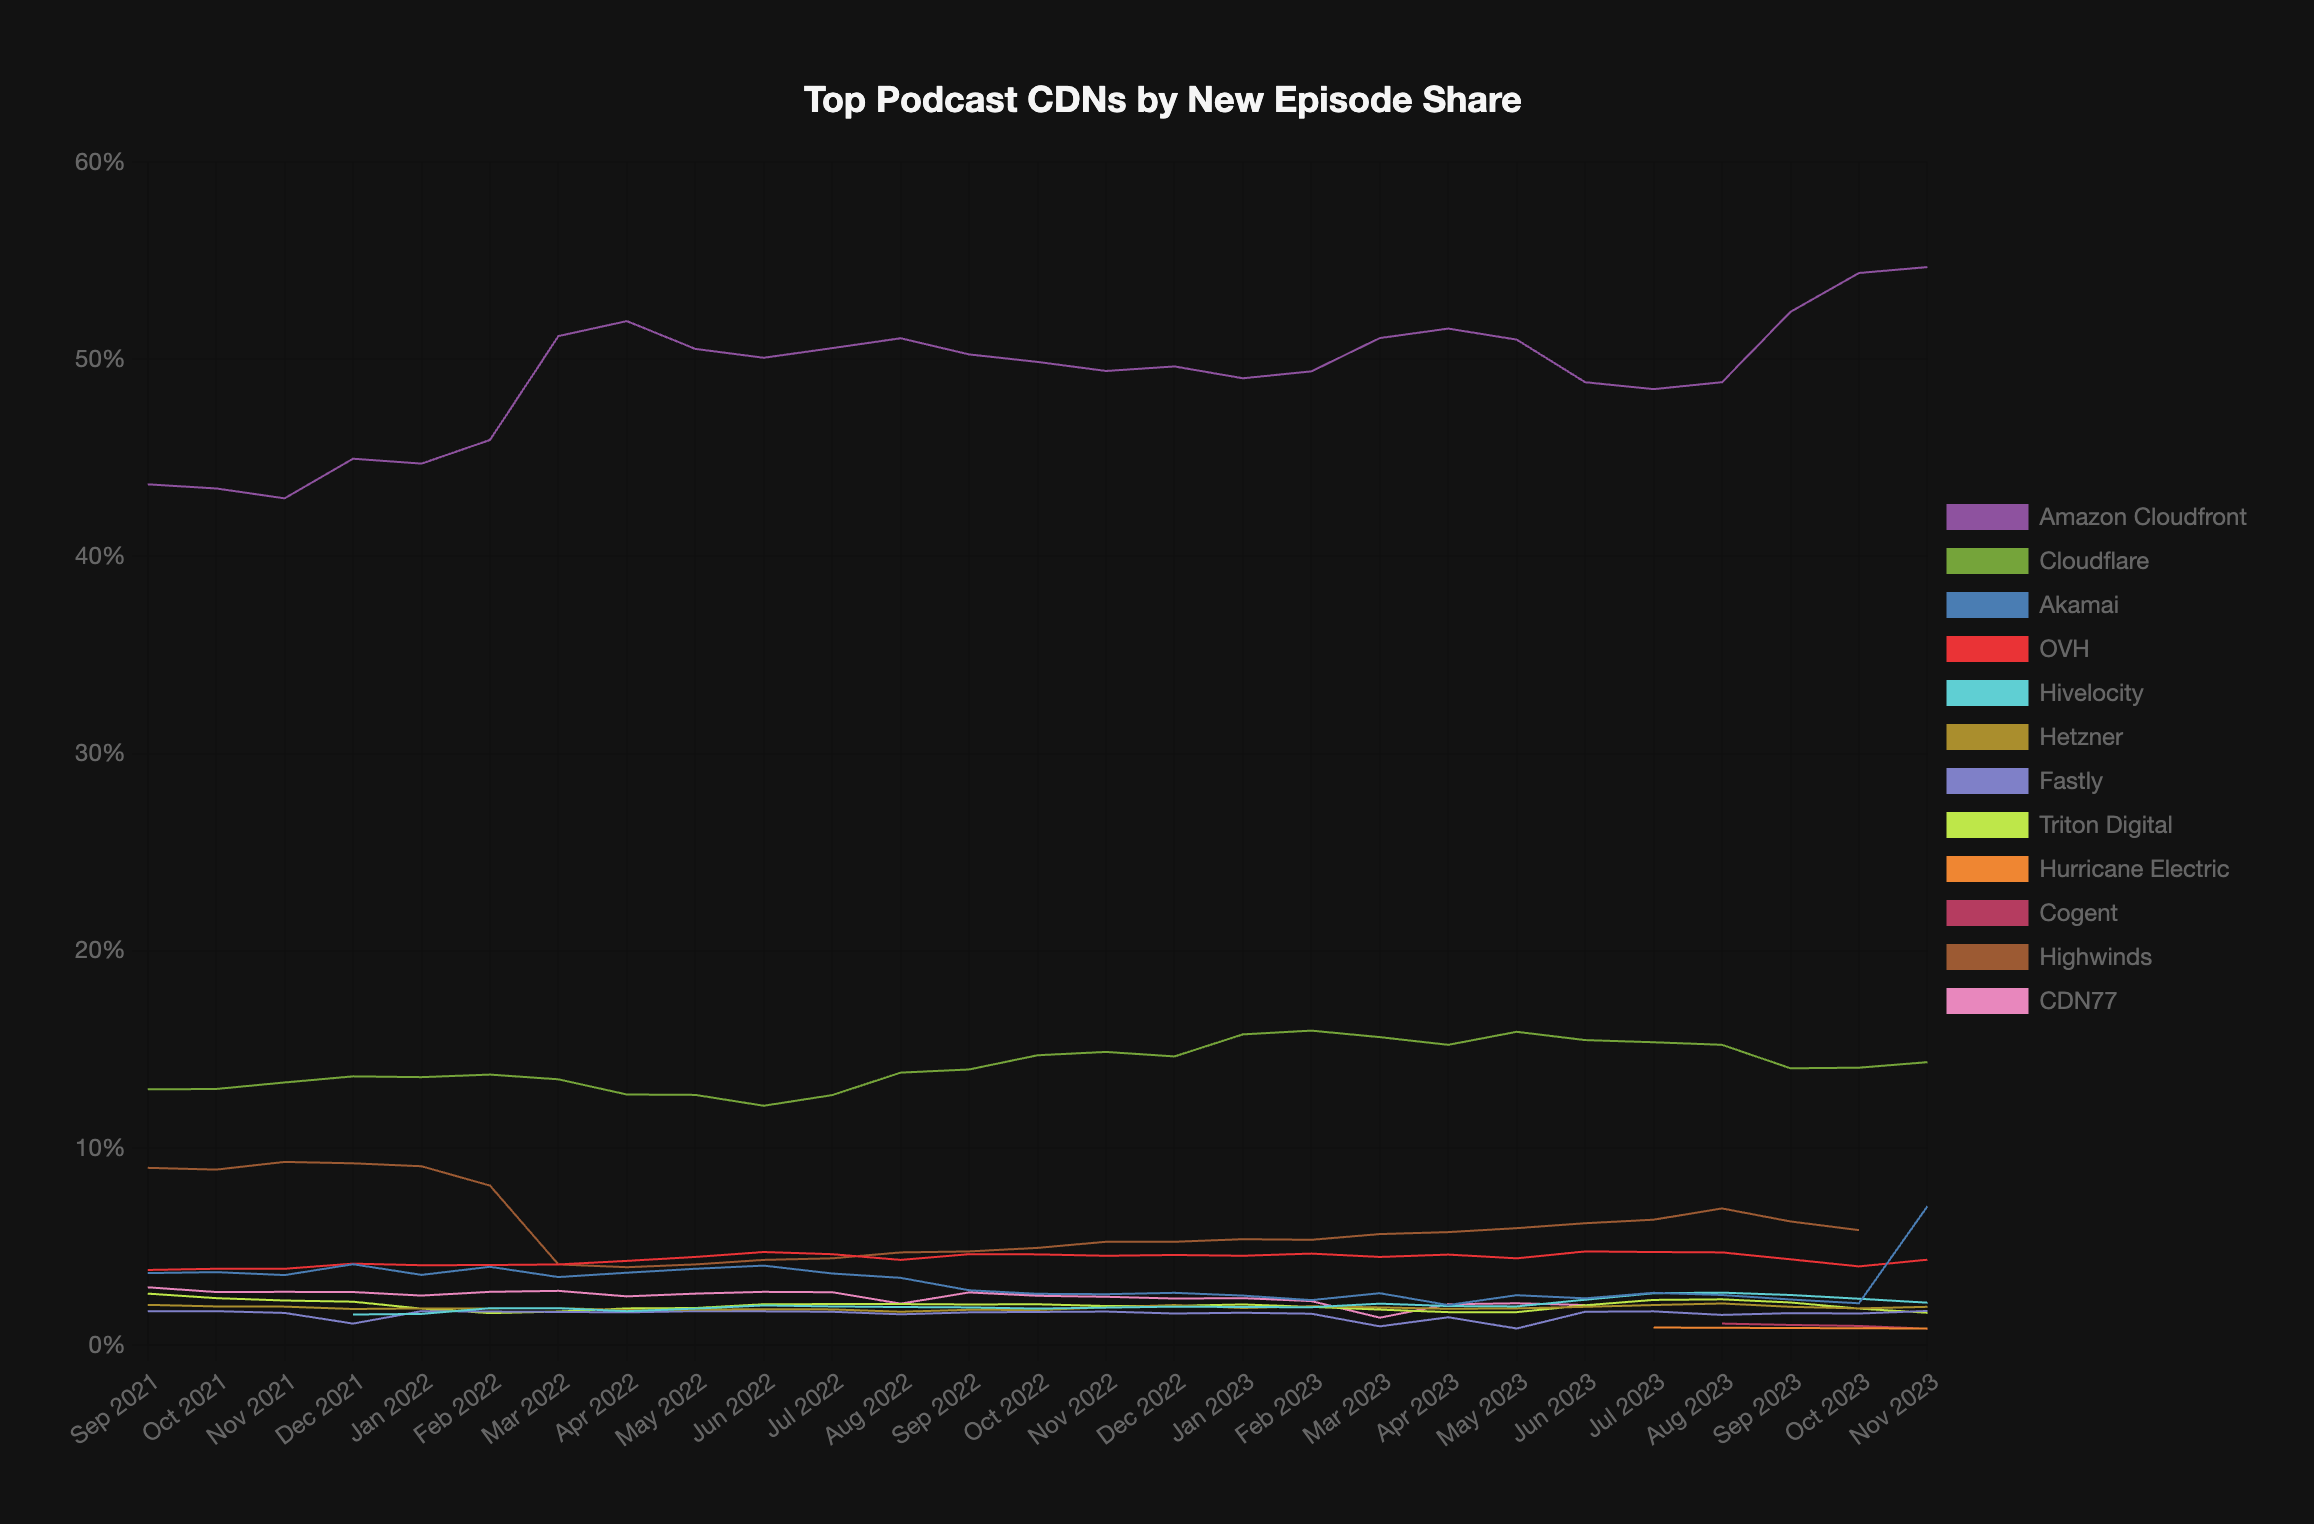 Top Podcast CDNs by New Episode Share
60%
50%
40%
30%
20%
10%
0%
Amazon Cloudfront
Cloudflare
Akamai
OVH
Hivelocity
Hetzner
Fastly
Triton Digital
Hurricane Electric
Cogent
Highwinds
CDN77
Sep 2021
Oct 2021
Nov 2021
Dec 2021
Jan 2022
Feb 2022
Mar 2022
Apr 2022
May 2022
Jun 2022
Jul 2022
Aug 2022
Sep 2022
Oct 2022
Nov 2022
Dec 2022
Jan 2023
Feb 2023
Mar 2023
Apr 2023
May 2023
Jun 2023
Jul 2023
Aug 2023
Sep 2023
Oct 2023
Nov 2023